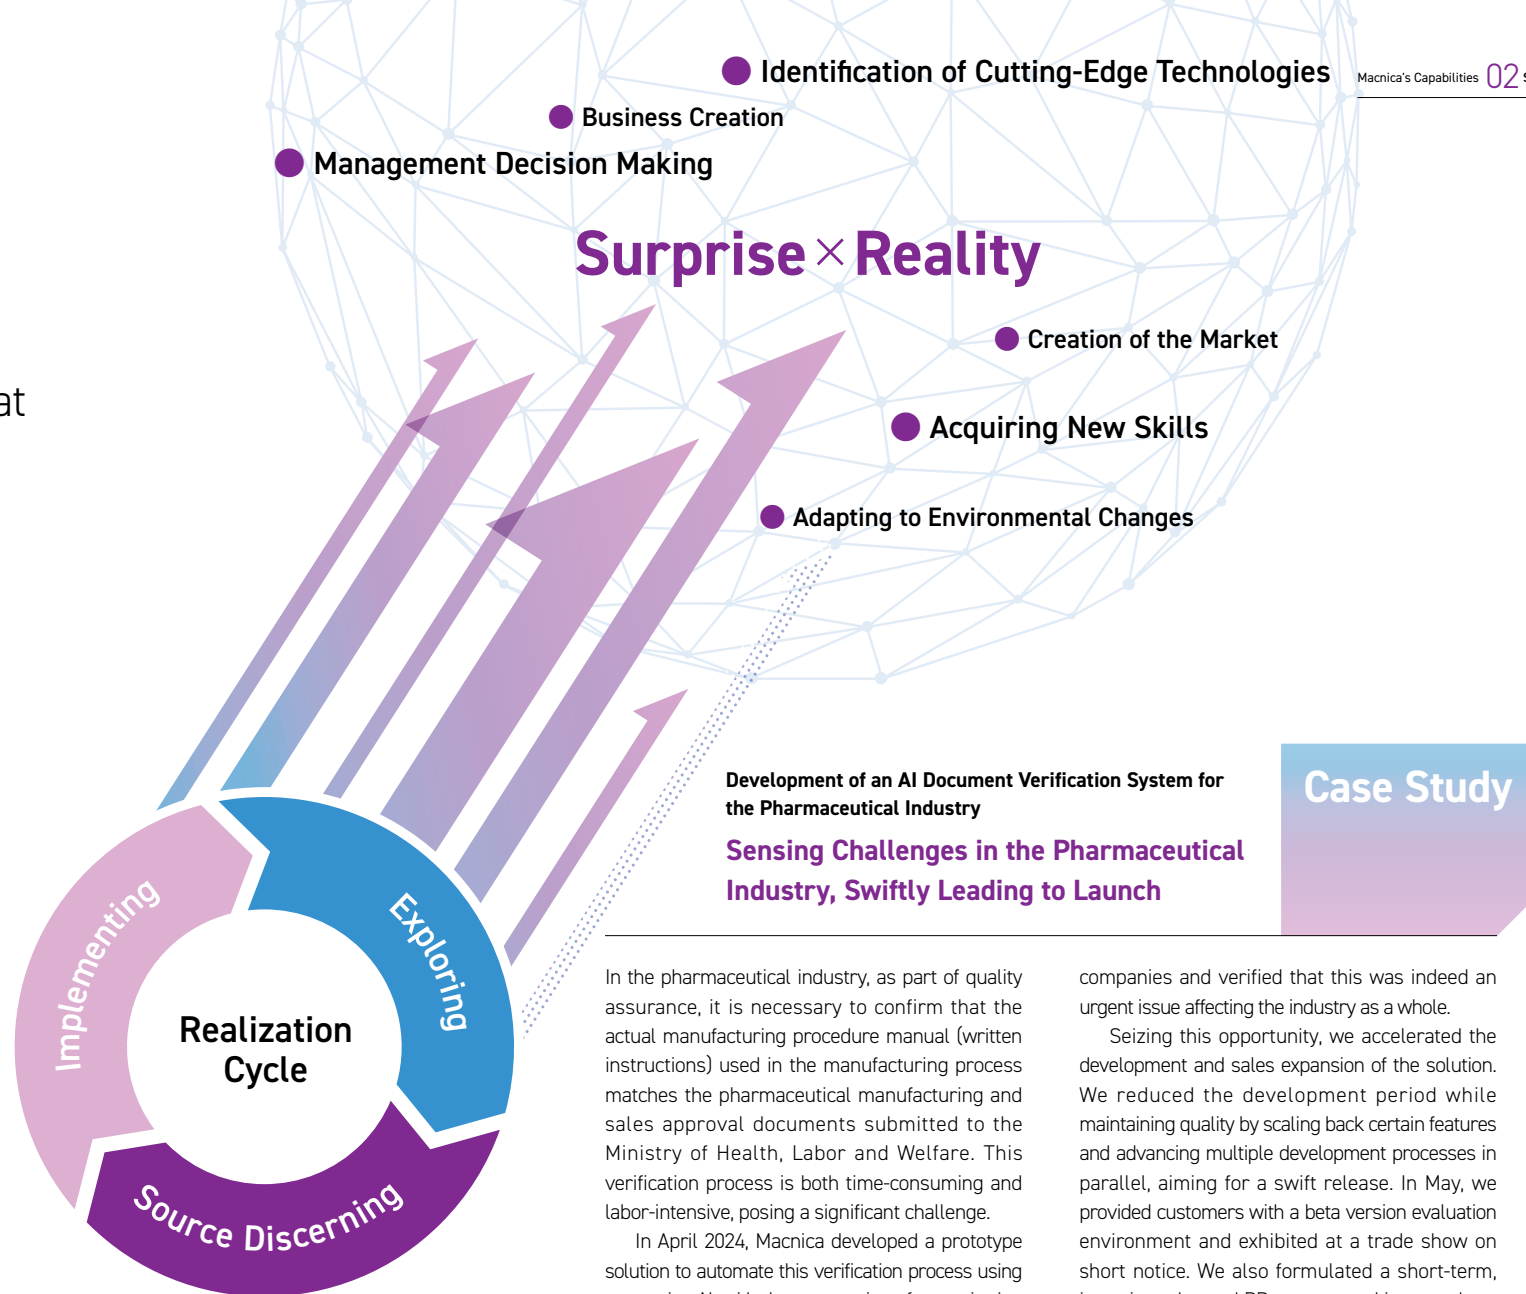 Macnica's Capabilities 02
Identification of Cutting-Edge Technologies
Business Creation
Management Decision Making
Surprise × Reality
Creation of the Market
at
Acquiring New Skills
Adapting to Environmental Changes
Implementing
Exploring
Source Discerning
Realization
Cycle
Case Study
Development of an AI Document Verification System for
the Pharmaceutical Industry
Sensing Challenges in the Pharmaceutical
Industry, Swiftly Leading to Launch
In the pharmaceutical industry, as part of quality
assurance, it is necessary to confirm that the
actual manufacturing procedure manual (written
instructions) used in the manufacturing process
matches the pharmaceutical manufacturing and
sales approval documents submitted to the
Ministry of Health, Labor and Welfare. This
verification process is both time-consuming and
labor-intensive, posing a significant challenge.
In April 2024, Macnica developed a prototype
solution to automate this verification process using
companies and verified that this was indeed an
urgent issue affecting the industry as a whole.
Seizing this opportunity, we accelerated the
development and sales expansion of the solution.
We reduced the development period while
maintaining quality by scaling back certain features
and advancing multiple development processes in
parallel, aiming for a swift release. In May, we
provided customers with a beta version evaluation
environment and exhibited at a trade show on
short notice. We also formulated a short-term,